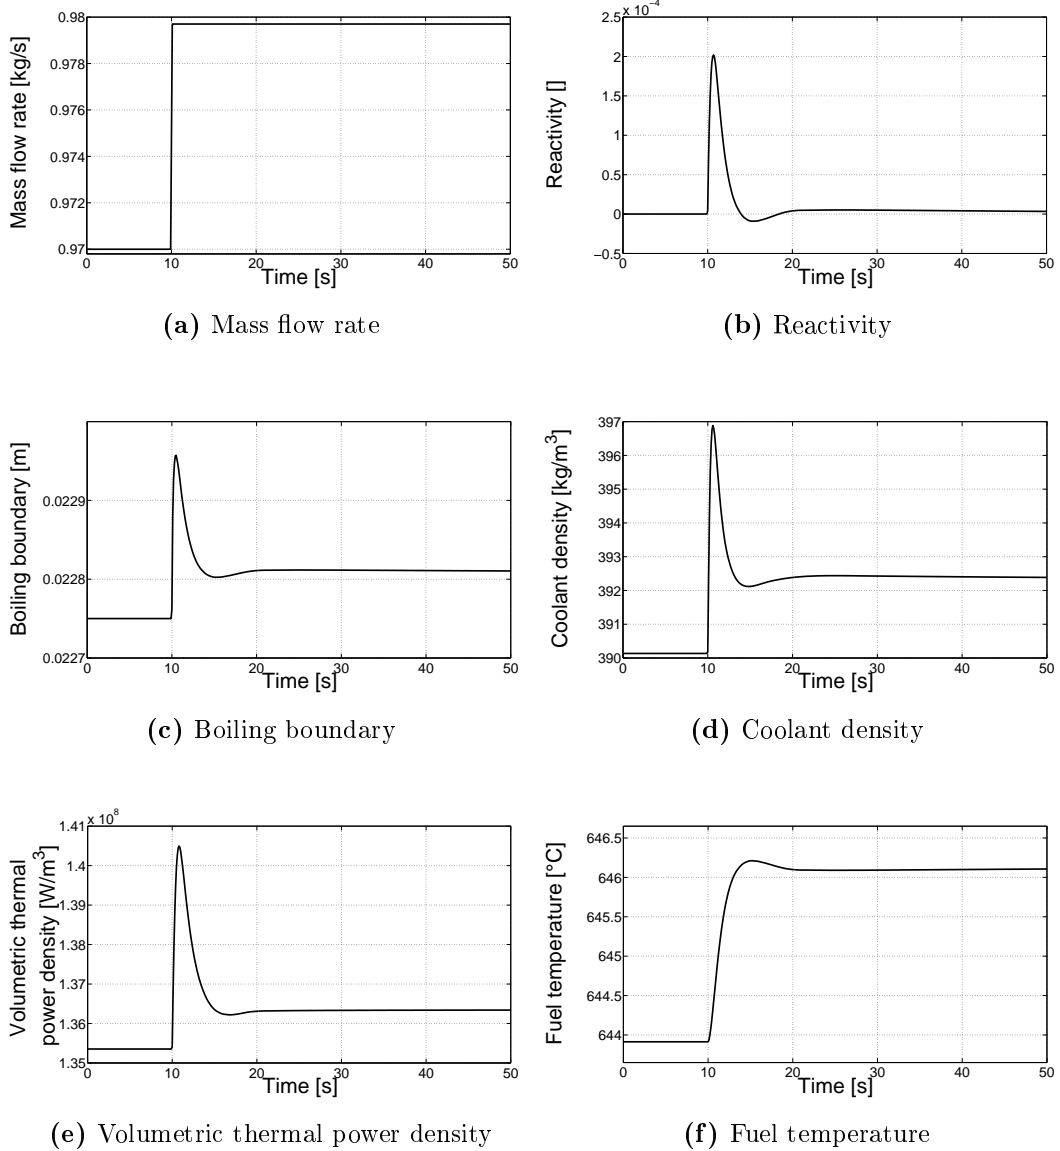 Mass flow rate [kg/s]
0.98
0.978
0.976
0.974
0.972
0.97
0 10 20 30 40 50
Time [s]
(a) Mass flow rate
Reactivity []
x 10⁻⁴
2.5
2
1.5
1
0.5
0
−0.5
0 10 20 30 40 50
Time [s]
(b) Reactivity
Boiling boundary [m]
0.0229
0.0228
0.0227
0 10 20 30 40 50
Time [s]
(c) Boiling boundary
Coolant density [kg/m³]
397
396
395
394
393
392
391
390
0 10 20 30 40 50
Time [s]
(d) Coolant density
Volumetric thermal
power density [W/m³]
x 10⁸
1.41
1.4
1.39
1.38
1.37
1.36
1.35
0 10 20 30 40 50
Time [s]
(e) Volumetric thermal power density
Fuel temperature [°C]
646.5
646
645.5
645
644.5
644
0 10 20 30 40 50
Time [s]
(f) Fuel temperature